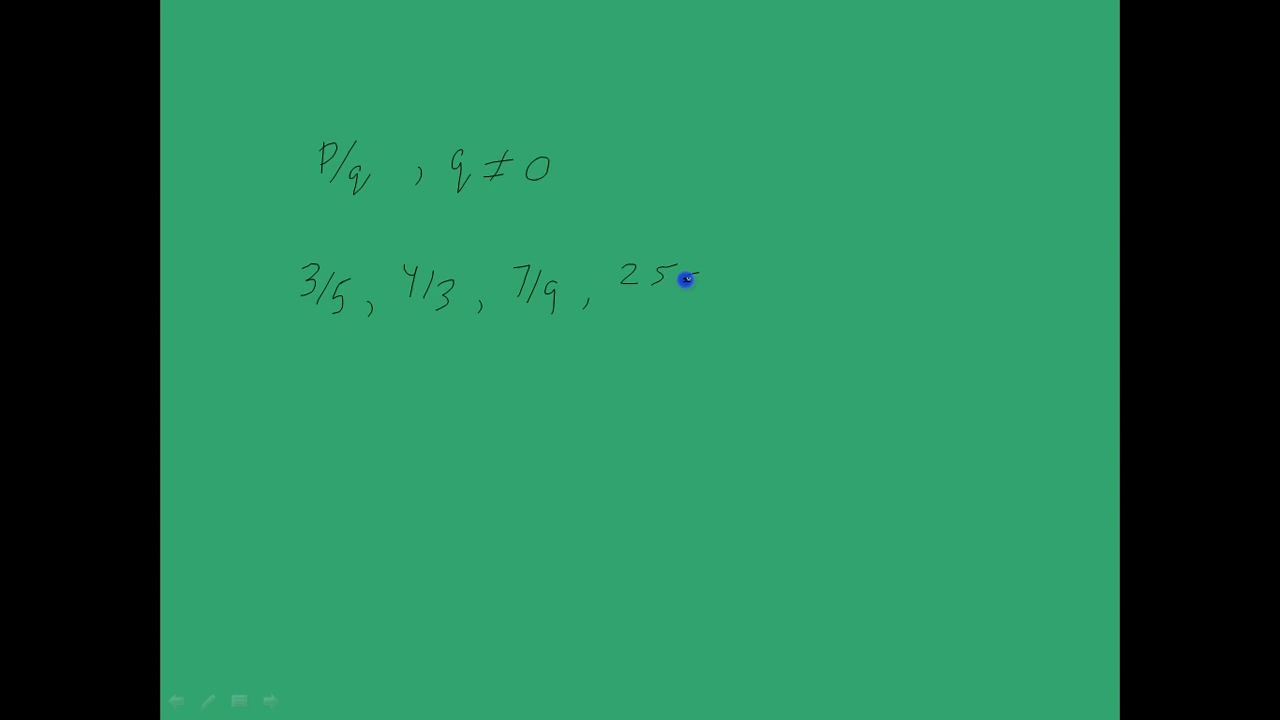 p/q , q ≠ 0
3/5 , 4/3 , 7/9 , 25